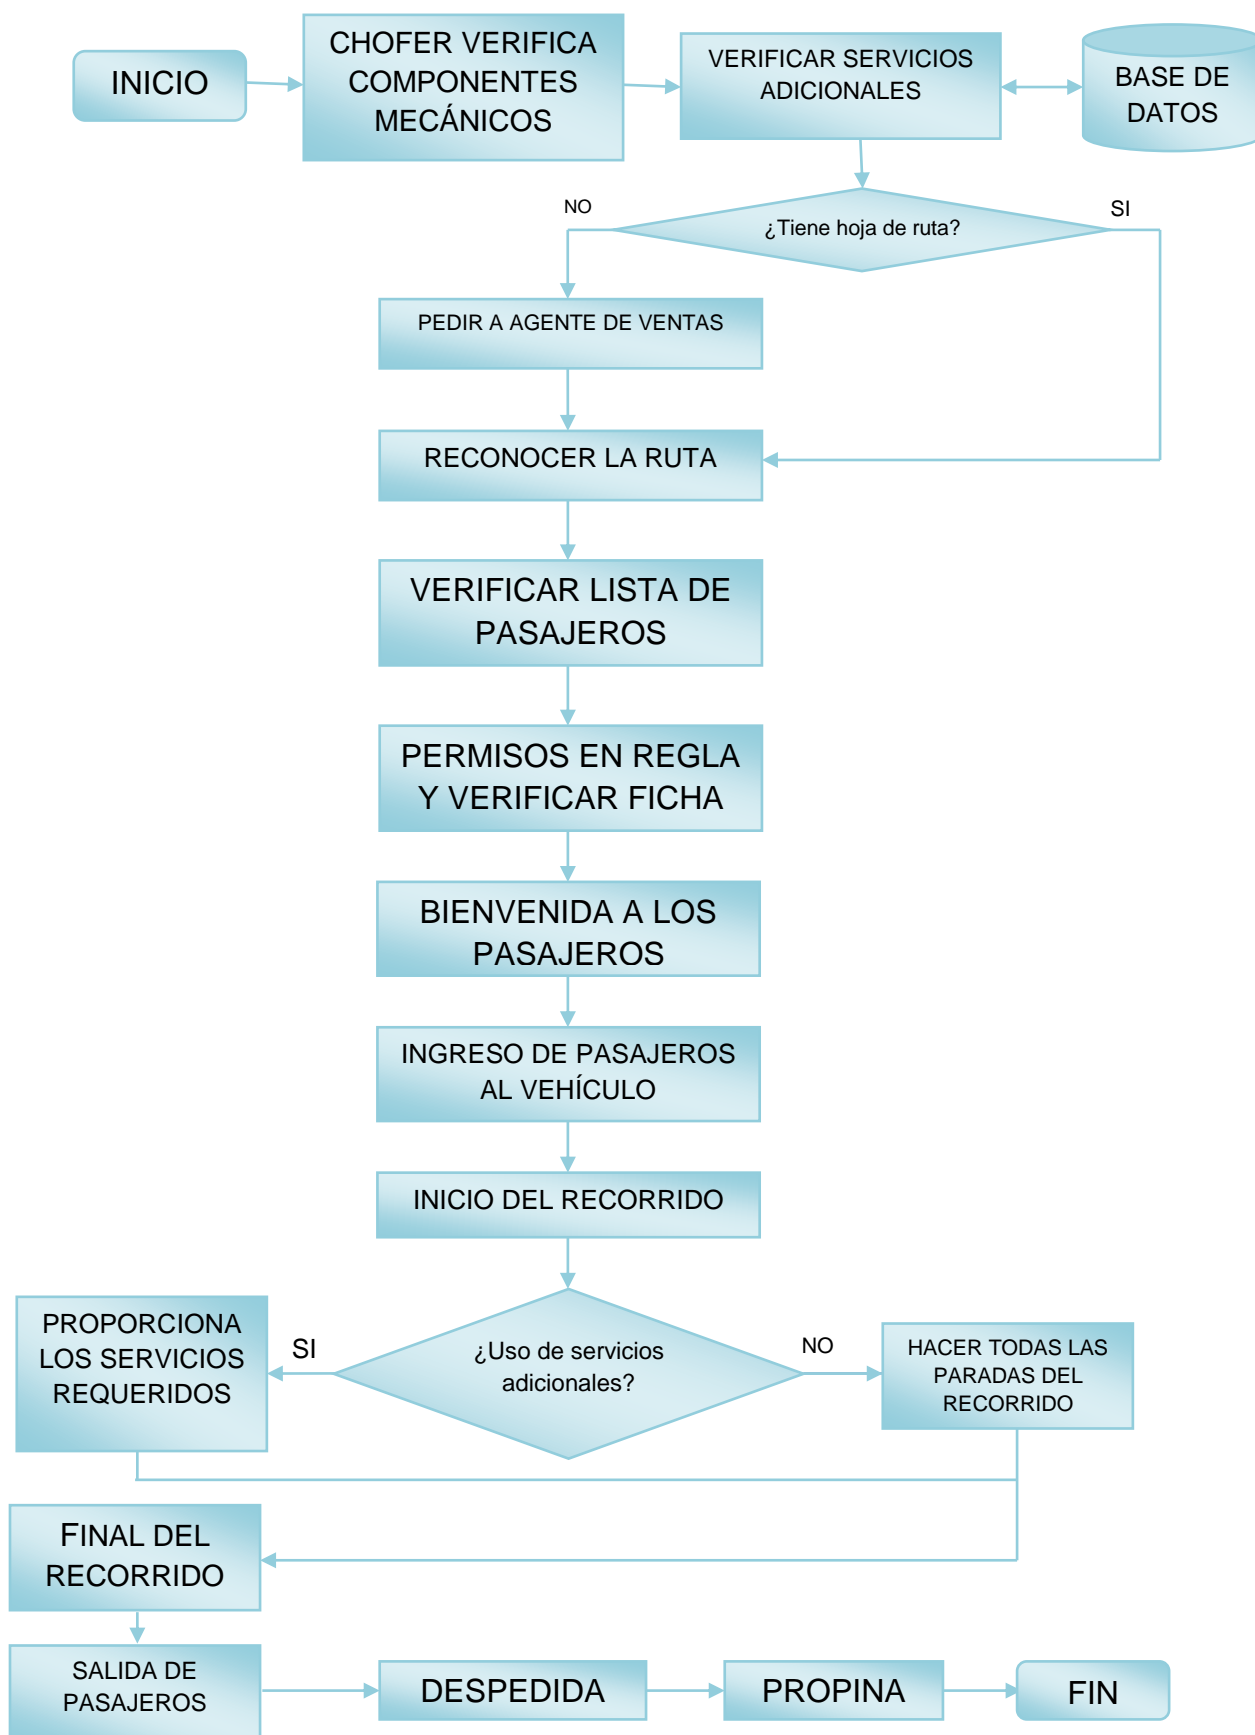 INICIO
CHOFER VERIFICA
COMPONENTES
MECÁNICOS
VERIFICAR SERVICIOS
ADICIONALES
BASE DE
DATOS
NO
¿Tiene hoja de ruta?
SI
PEDIR A AGENTE DE VENTAS
RECONOCER LA RUTA
VERIFICAR LISTA DE
PASAJEROS
PERMISOS EN REGLA
Y VERIFICAR FICHA
BIENVENIDA A LOS
PASAJEROS
INGRESO DE PASAJEROS
AL VEHÍCULO
INICIO DEL RECORRIDO
PROPORCIONA
LOS SERVICIOS
REQUERIDOS
SI
¿Uso de servicios
adicionales?
NO
HACER TODAS LAS
PARADAS DEL
RECORRIDO
FINAL DEL
RECORRIDO
SALIDA DE
PASAJEROS
DESPEDIDA
PROPINA
FIN